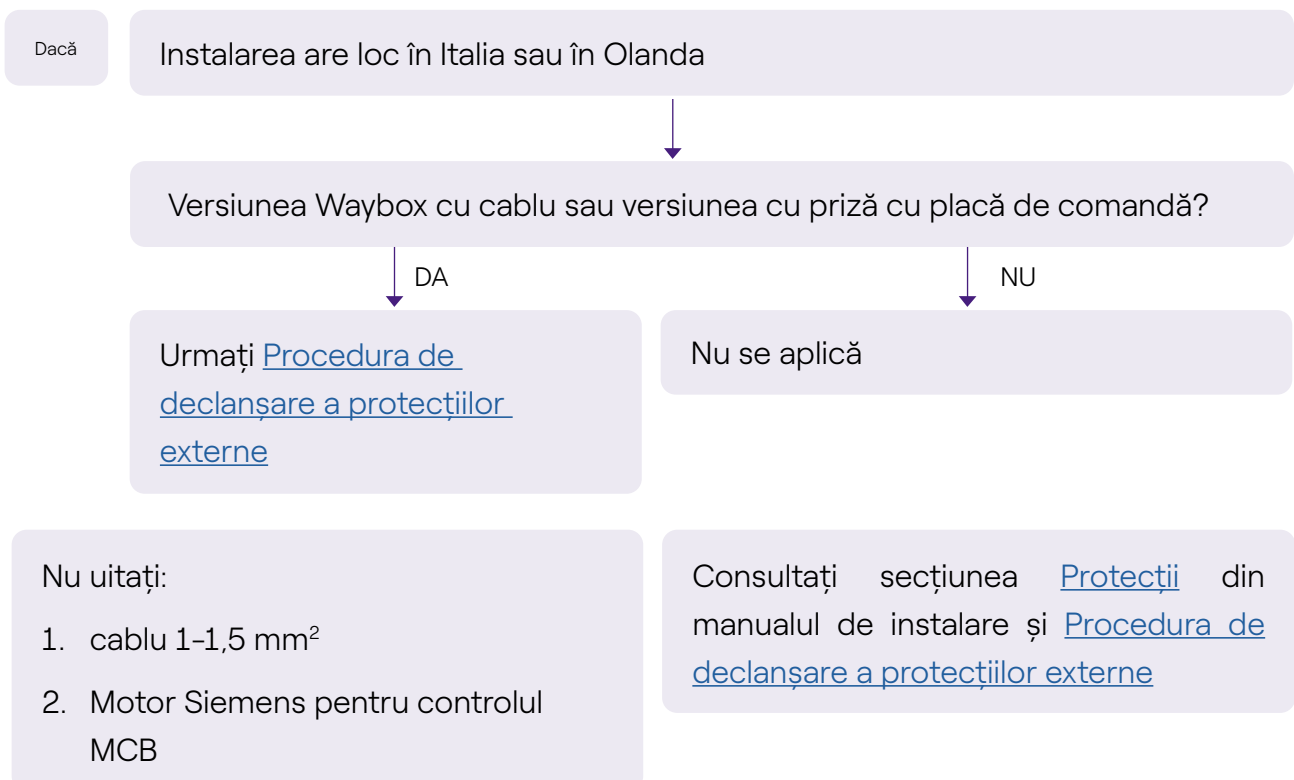 Dacă
Instalarea are loc în Italia sau în Olanda
Versiunea Waybox cu cablu sau versiunea cu priză cu placă de comandă?
DA
NU
Urmați Procedura de
declanșare a protecțiilor
externe
Nu se aplică
Nu uitați:
1. cablu 1-1,5 mm²
2. Motor Siemens pentru controlul
MCB
Consultați secțiunea Protecții din
manualul de instalare și Procedura de
declanșare a protecțiilor externe